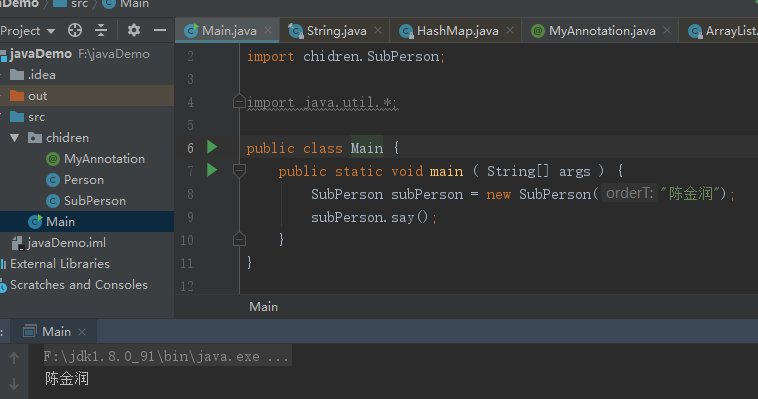 javaDemo
src
Main
Project
Main.java
String.java
HashMap.java
MyAnnotation.java
ArrayList.
javaDemo F:\javaDemo
.idea
out
src
chidren
MyAnnotation
Person
SubPerson
Main
javaDemo.iml
External Libraries
Scratches and Consoles
2 import chidren.SubPerson;
3
4 import java.util.*;
5
6 public class Main {
7 public static void main ( String[] args ) {
8 SubPerson subPerson = new SubPerson( orderT: "陈金润");
9 subPerson.say();
10 }
11 }
12
Main
: Main
F:\jdk1.8.0_91\bin\java.exe ...
陈金润